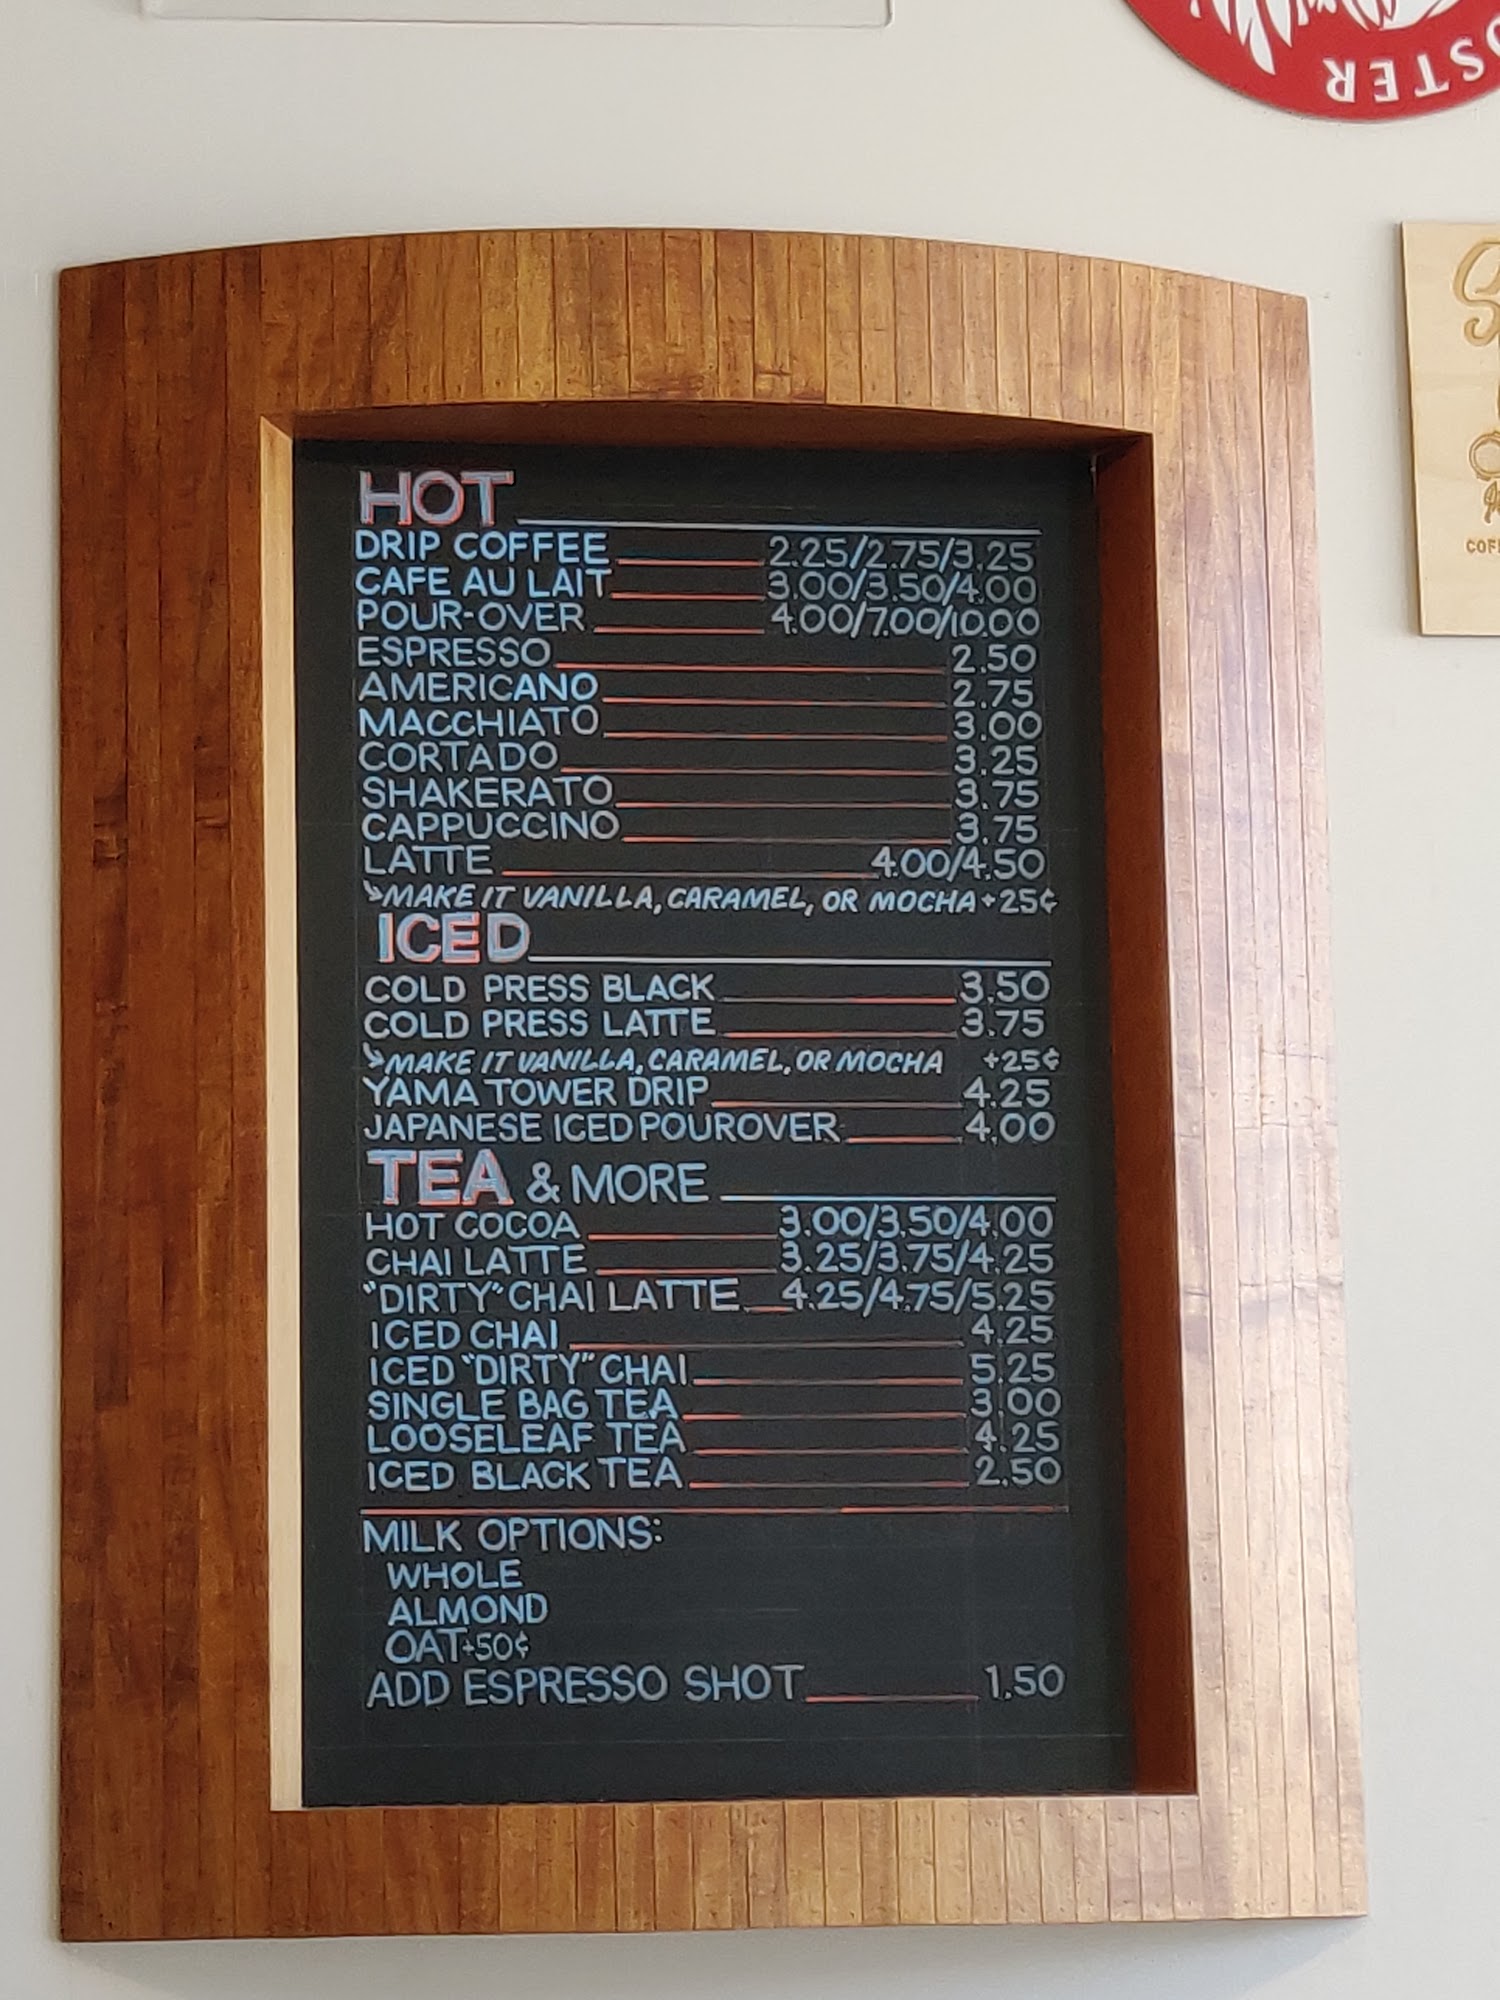 OSTER
HOT
DRIP COFFEE 2.25/2.75/3.25
CAFE AU LAIT 3.00/3.50/4.00
POUR-OVER 4.00/7.00/10.00
ESPRESSO 2.50
AMERICANO 2.75
MACCHIATO 3.00
CORTADO 3.25
SHAKERATO 3.75
CAPPUCCINO 3.75
LATTE 4.00/4.50
↳MAKE IT VANILLA, CARAMEL, OR MOCHA +25¢
ICED
COLD PRESS BLACK 3.50
COLD PRESS LATTE 3.75
↳MAKE IT VANILLA, CARAMEL, OR MOCHA +25¢
YAMA TOWER DRIP 4.25
JAPANESE ICED POUROVER 4.00
TEA & MORE
HOT COCOA 3.00/3.50/4.00
CHAI LATTE 3.25/3.75/4.25
"DIRTY" CHAI LATTE 4.25/4.75/5.25
ICED CHAI 4.25
ICED "DIRTY" CHAI 5.25
SINGLE BAG TEA 3.00
LOOSELEAF TEA 4.25
ICED BLACK TEA 2.50
MILK OPTIONS:
WHOLE
ALMOND
OAT +50¢
ADD ESPRESSO SHOT 1.50